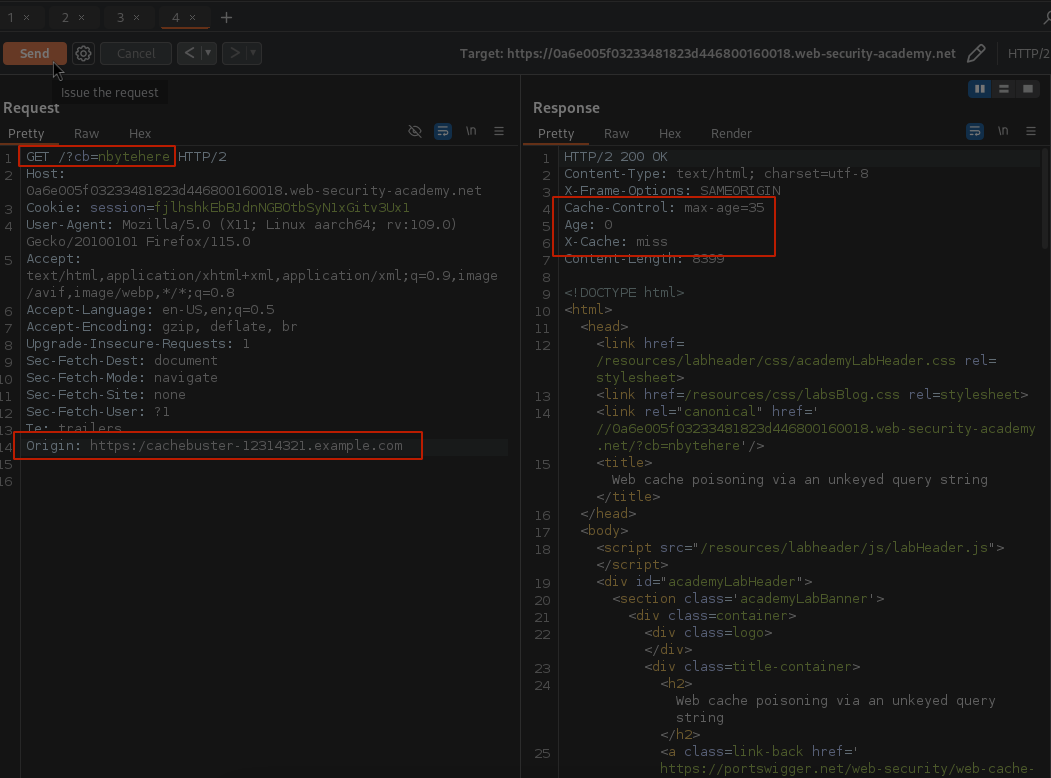 1 × 2 × 3 × 4 × +
Send Cancel < ▾ > ▾ Target: https://0a6e005f03233481823d446800160018.web-security-academy.net HTTP/2
Issue the request
Request
Pretty Raw Hex \n
1 GET /?cb=nbytehere HTTP/2
2 Host:
0a6e005f03233481823d446800160018.web-security-academy.net
3 Cookie: session=fjlhshkEbBJdnNGBOtbSyN1xGitv3Ux1
4 User-Agent: Mozilla/5.0 (X11; Linux aarch64; rv:109.0)
Gecko/20100101 Firefox/115.0
5 Accept:
text/html,application/xhtml+xml,application/xml;q=0.9,image
/avif,image/webp,*/*;q=0.8
6 Accept-Language: en-US,en;q=0.5
7 Accept-Encoding: gzip, deflate, br
8 Upgrade-Insecure-Requests: 1
9 Sec-Fetch-Dest: document
10 Sec-Fetch-Mode: navigate
11 Sec-Fetch-Site: none
12 Sec-Fetch-User: ?1
13 Te: trailers
14 Origin: https:/cachebuster-12314321.example.com
15
16
Response
Pretty Raw Hex Render \n
1 HTTP/2 200 OK
2 Content-Type: text/html; charset=utf-8
3 X-Frame-Options: SAMEORIGIN
4 Cache-Control: max-age=35
5 Age: 0
6 X-Cache: miss
7 Content-Length: 8399
8
9 <!DOCTYPE html>
10 <html>
11 <head>
12 <link href=
/resources/labheader/css/academyLabHeader.css rel=
stylesheet>
13 <link href=/resources/css/labsBlog.css rel=stylesheet>
14 <link rel="canonical" href='
//0a6e005f03233481823d446800160018.web-security-academy
.net/?cb=nbytehere'/>
15 <title>
Web cache poisoning via an unkeyed query string
</title>
16 </head>
17 <body>
18 <script src="/resources/labheader/js/labHeader.js">
</script>
19 <div id="academyLabHeader">
20 <section class='academyLabBanner'>
21 <div class=container>
22 <div class=logo>
</div>
23 <div class=title-container>
24 <h2>
Web cache poisoning via an unkeyed query
string
</h2>
25 <a class=link-back href='
https://portswigger.net/web-security/web-cache-